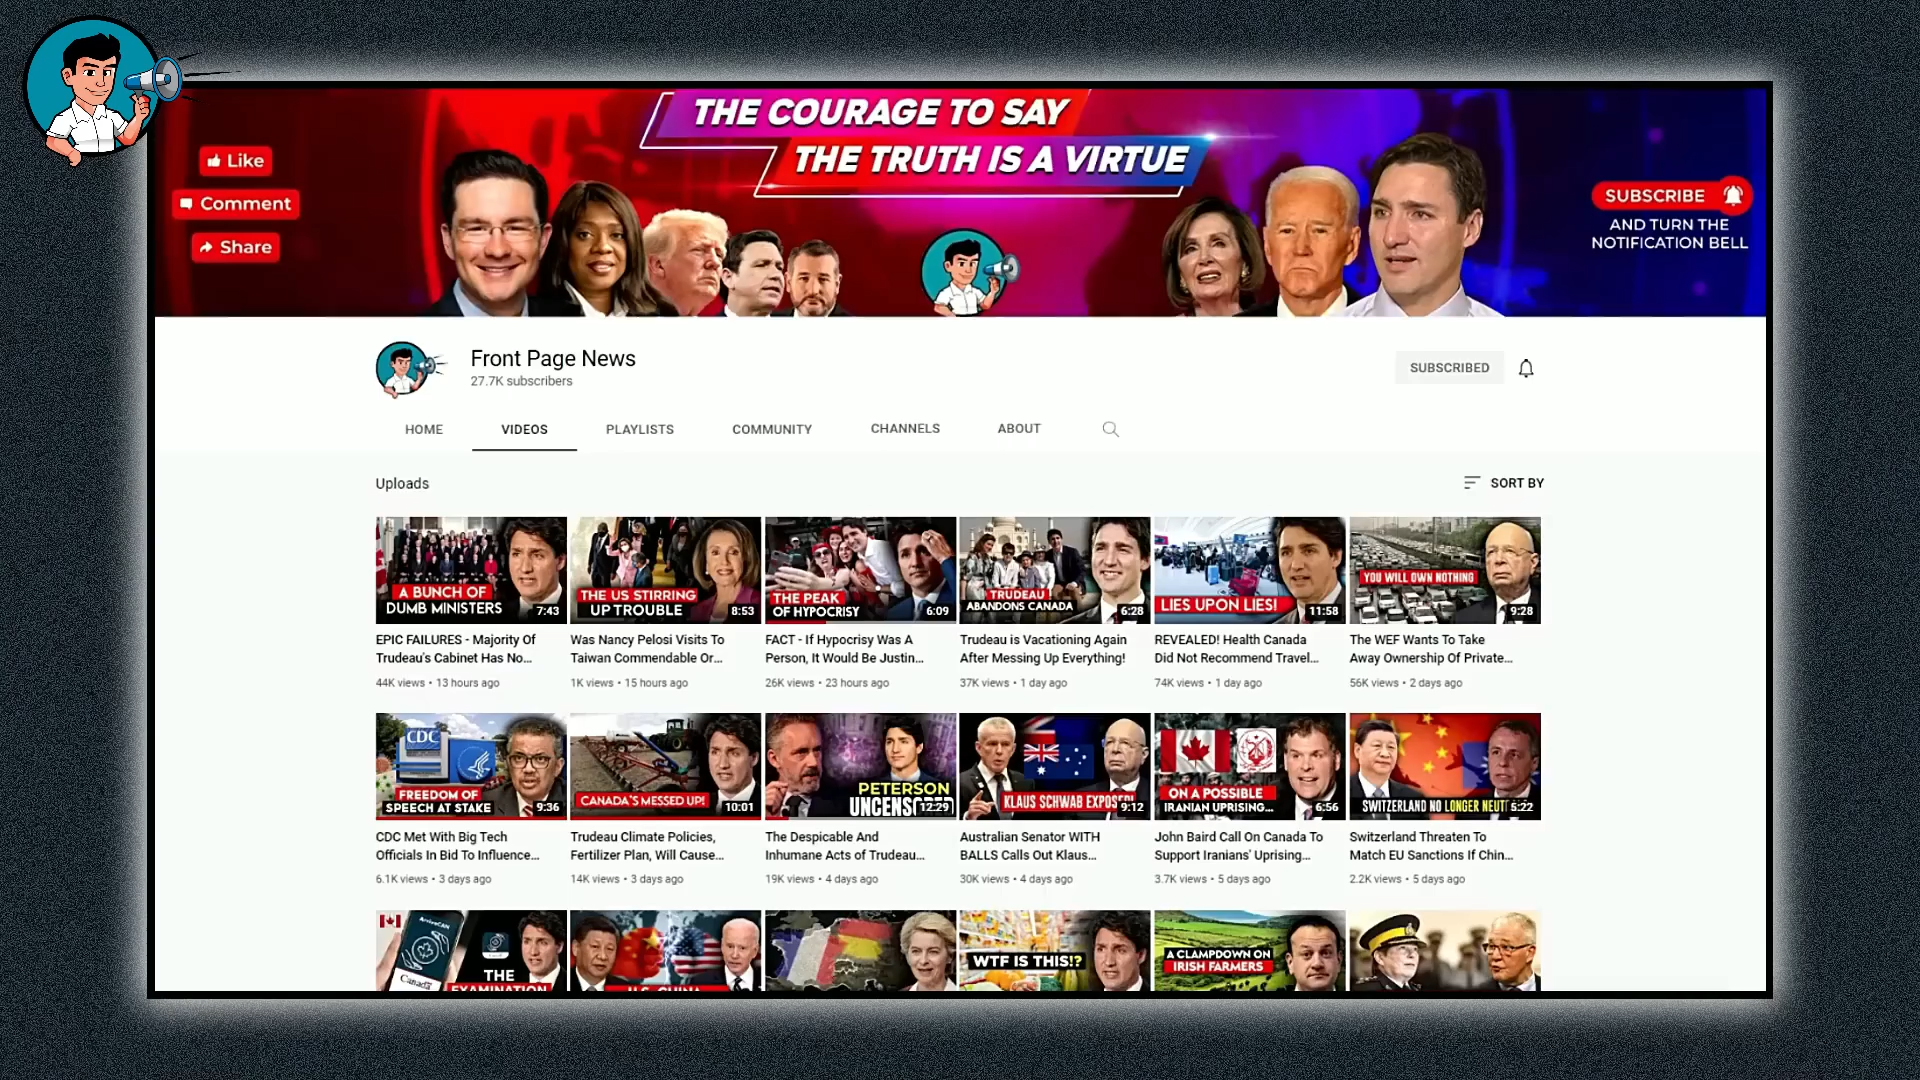 THE COURAGE TO SAY
THE TRUTH IS A VIRTUE
Like
Comment
Share
SUBSCRIBE
AND TURN THE
NOTIFICATION BELL
Front Page News
27.7K subscribers
SUBSCRIBED
HOME
VIDEOS
PLAYLISTS
COMMUNITY
CHANNELS
ABOUT
Uploads
SORT BY
A BUNCH OF
DUMB MINISTERS
7:43
THE US STIRRING
UP TROUBLE
8:53
THE PEAK
OF HYPOCRISY
6:09
TRUDEAU
ABANDONS CANADA
6:28
LIES UPON LIES!
11:58
YOU WILL OWN NOTHING
9:28
EPIC FAILURES - Majority Of
Trudeau's Cabinet Has No...
44K views • 13 hours ago
Was Nancy Pelosi Visits To
Taiwan Commendable Or...
1K views • 15 hours ago
FACT - If Hypocrisy Was A
Person, It Would Be Justin...
26K views • 23 hours ago
Trudeau is Vacationing Again
After Messing Up Everything!
37K views • 1 day ago
REVEALED! Health Canada
Did Not Recommend Travel...
74K views • 1 day ago
The WEF Wants To Take
Away Ownership Of Private...
56K views • 2 days ago
CDC
FREEDOM OF
SPEECH AT STAKE
9:36
CANADA'S MESSED UP!
10:01
PETERSON
UNCENSORED
12:29
KLAUS SCHWAB EXPOSED!
9:12
ON A POSSIBLE
IRANIAN UPRISING...
6:56
SWITZERLAND NO LONGER NEUT
5:22
CDC Met With Big Tech
Officials In Bid To Influence...
6.1K views • 3 days ago
Trudeau Climate Policies,
Fertilizer Plan, Will Cause...
14K views • 3 days ago
The Despicable And
Inhumane Acts of Trudeau...
19K views • 4 days ago
Australian Senator WITH
BALLS Calls Out Klaus...
30K views • 4 days ago
John Baird Call On Canada To
Support Iranians' Uprising...
3.7K views • 5 days ago
Switzerland Threaten To
Match EU Sanctions If Chin...
2.2K views • 5 days ago
ArriveCAN
Canada
THE
EXAMINATION
U.S.-CHINA
WTF IS THIS!?
A CLAMPDOWN ON
IRISH FARMERS